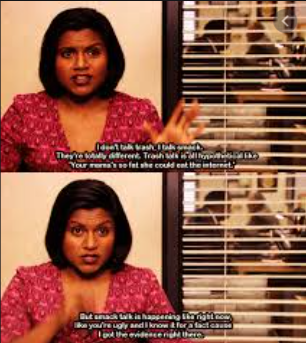 I don't talk trash, I talk smack.
They're totally different. Trash talk is all hypothetical like
"Your mama's so fat she could eat the internet."
But smack talk is happening like right now,
like you're ugly and I know it for a fact cause
I got the evidence right there.